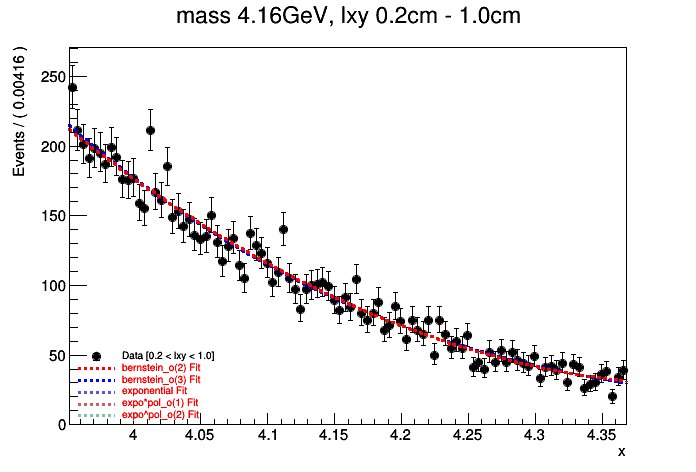 mass 4.16GeV, lxy 0.2cm - 1.0cm
Events / ( 0.00416 )
250
200
150
100
50
0
Data [0.2 < lxy < 1.0]
bernstein_o(2) Fit
bernstein_o(3) Fit
exponential Fit
expo*pol_o(1) Fit
expo^pol_o(2) Fit
4 4.05 4.1 4.15 4.2 4.25 4.3 4.35
x